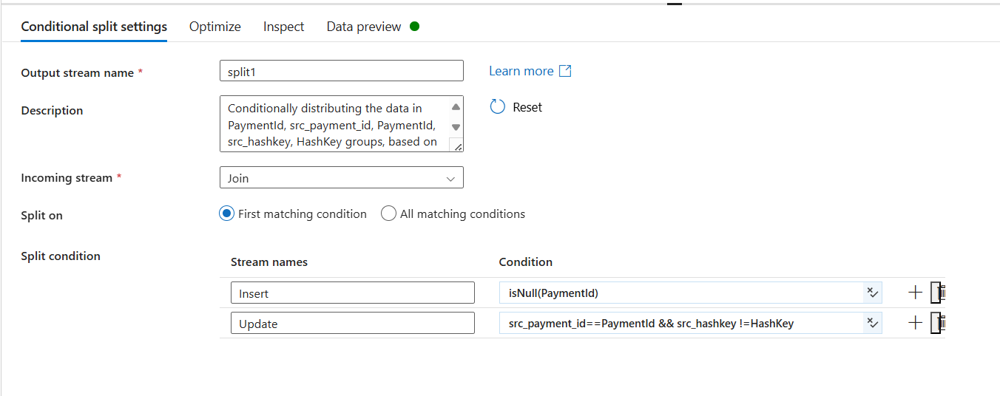 Conditional split settings Optimize Inspect Data preview
Output stream name * split1 Learn more
Description Conditionally distributing the data in
PaymentId, src_payment_id, PaymentId,
src_hashkey, HashKey groups, based on
Reset
Incoming stream * Join
Split on First matching condition All matching conditions
Split condition
Stream names Condition
Insert isNull(PaymentId)
Update src_payment_id==PaymentId && src_hashkey !=HashKey